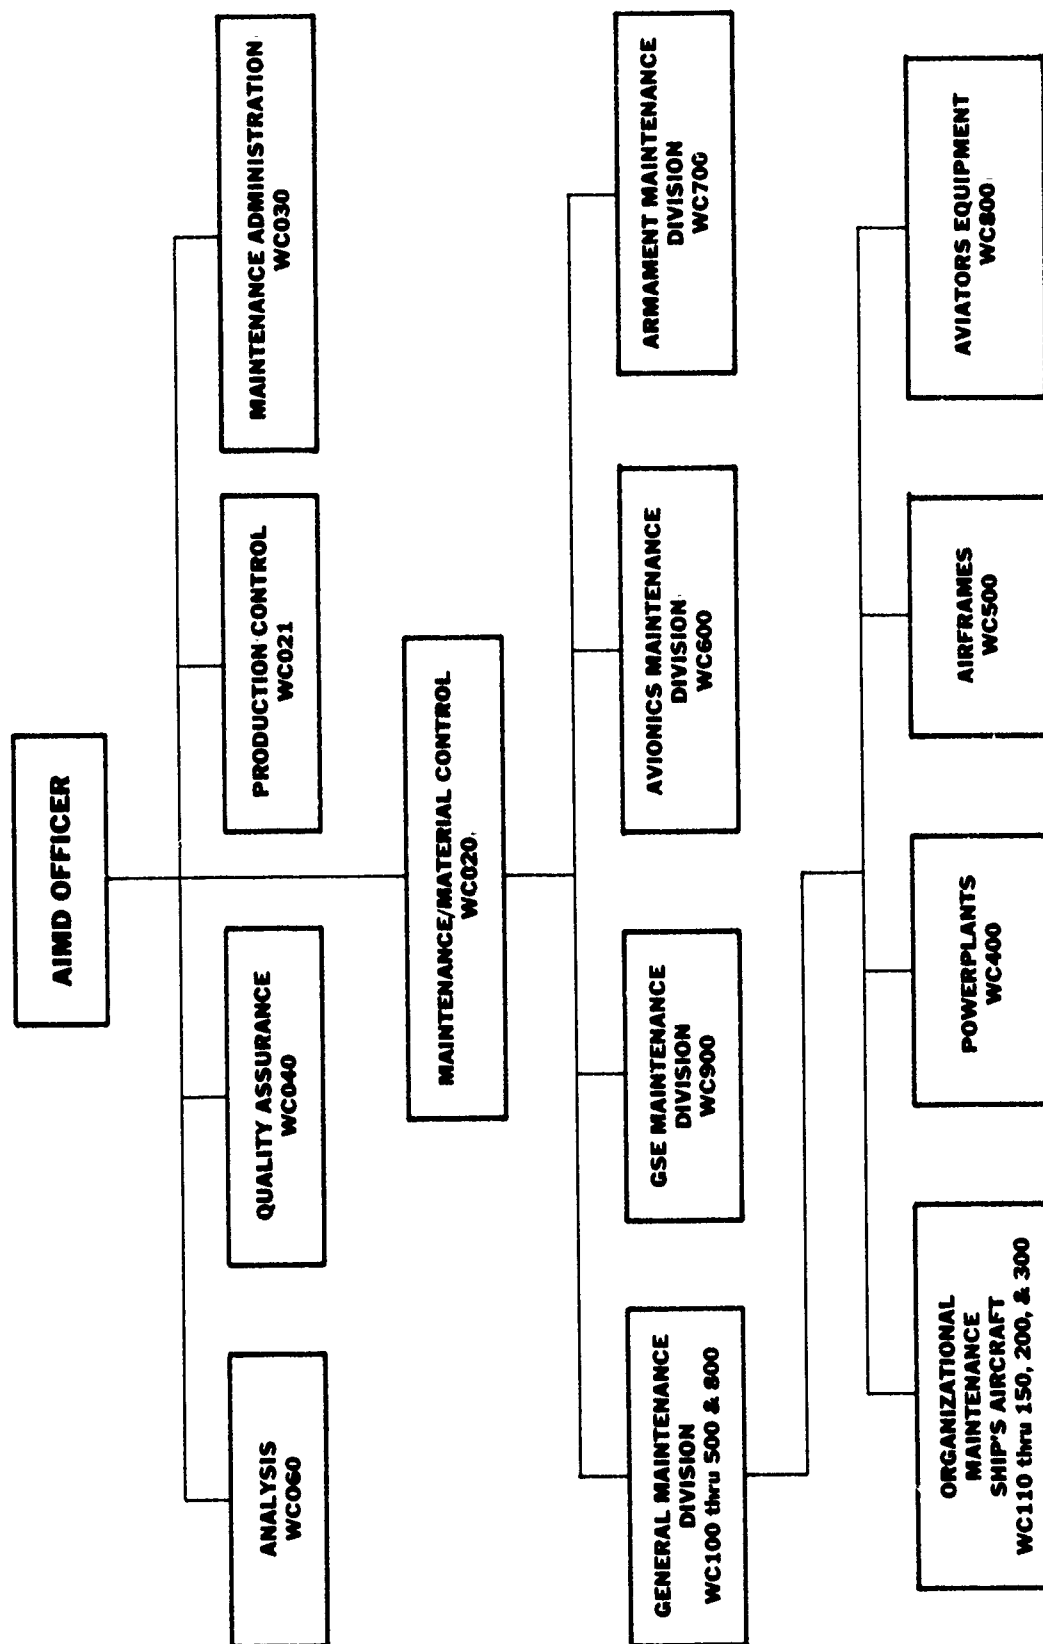 AIMD OFFICER
ANALYSIS
WC060
QUALITY ASSURANCE
WC040
PRODUCTION CONTROL
WC021
MAINTENANCE ADMINISTRATION
WC030
MAINTENANCE/MATERIAL CONTROL
WC020
GENERAL MAINTENANCE
DIVISION
WC100 thru 500 & 800
GSE MAINTENANCE
DIVISION
WC900
AVIONICS MAINTENANCE
DIVISION
WC600
ARMAMENT MAINTENANCE
DIVISION
WC700
ORGANIZATIONAL
MAINTENANCE
SHIP'S AIRCRAFT
WC110 thru 150, 200, & 300
POWERPLANTS
WC400
AIRFRAMES
WC500
AVIATORS EQUIPMENT
WC800